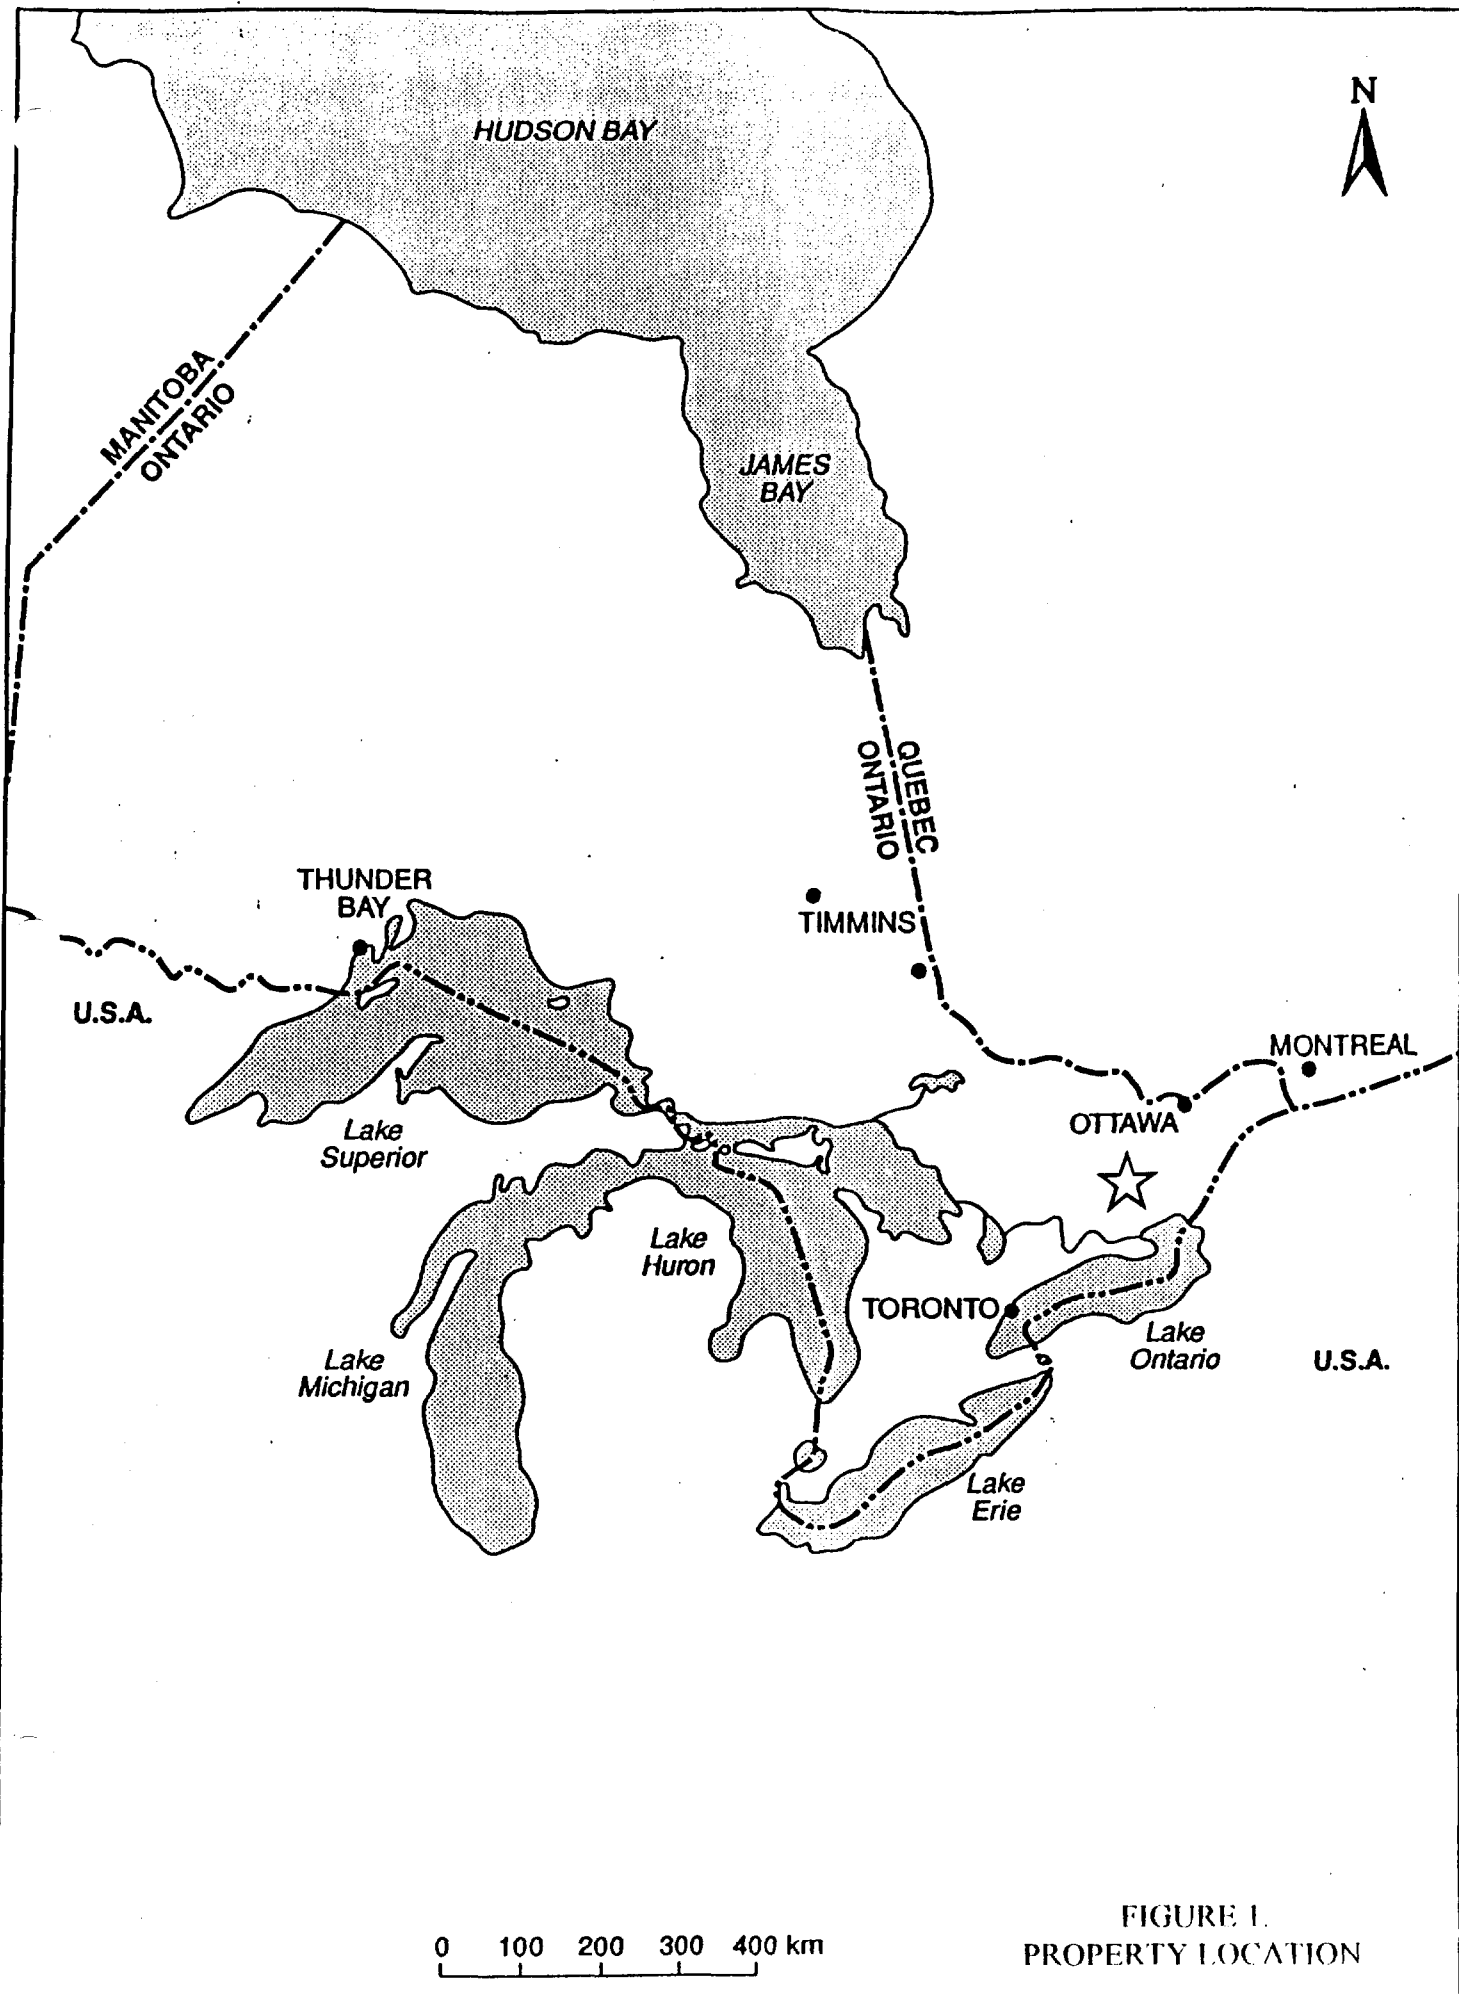 N
HUDSON BAY
MANITOBA
ONTARIO
JAMES
BAY
QUEBEC
ONTARIO
THUNDER
BAY
TIMMINS
U.S.A.
MONTREAL
OTTAWA
Lake
Superior
Lake
Huron
TORONTO
Lake
Ontario
U.S.A.
Lake
Michigan
Lake
Erie
0 100 200 300 400 km
FIGURE 1.
PROPERTY LOCATION